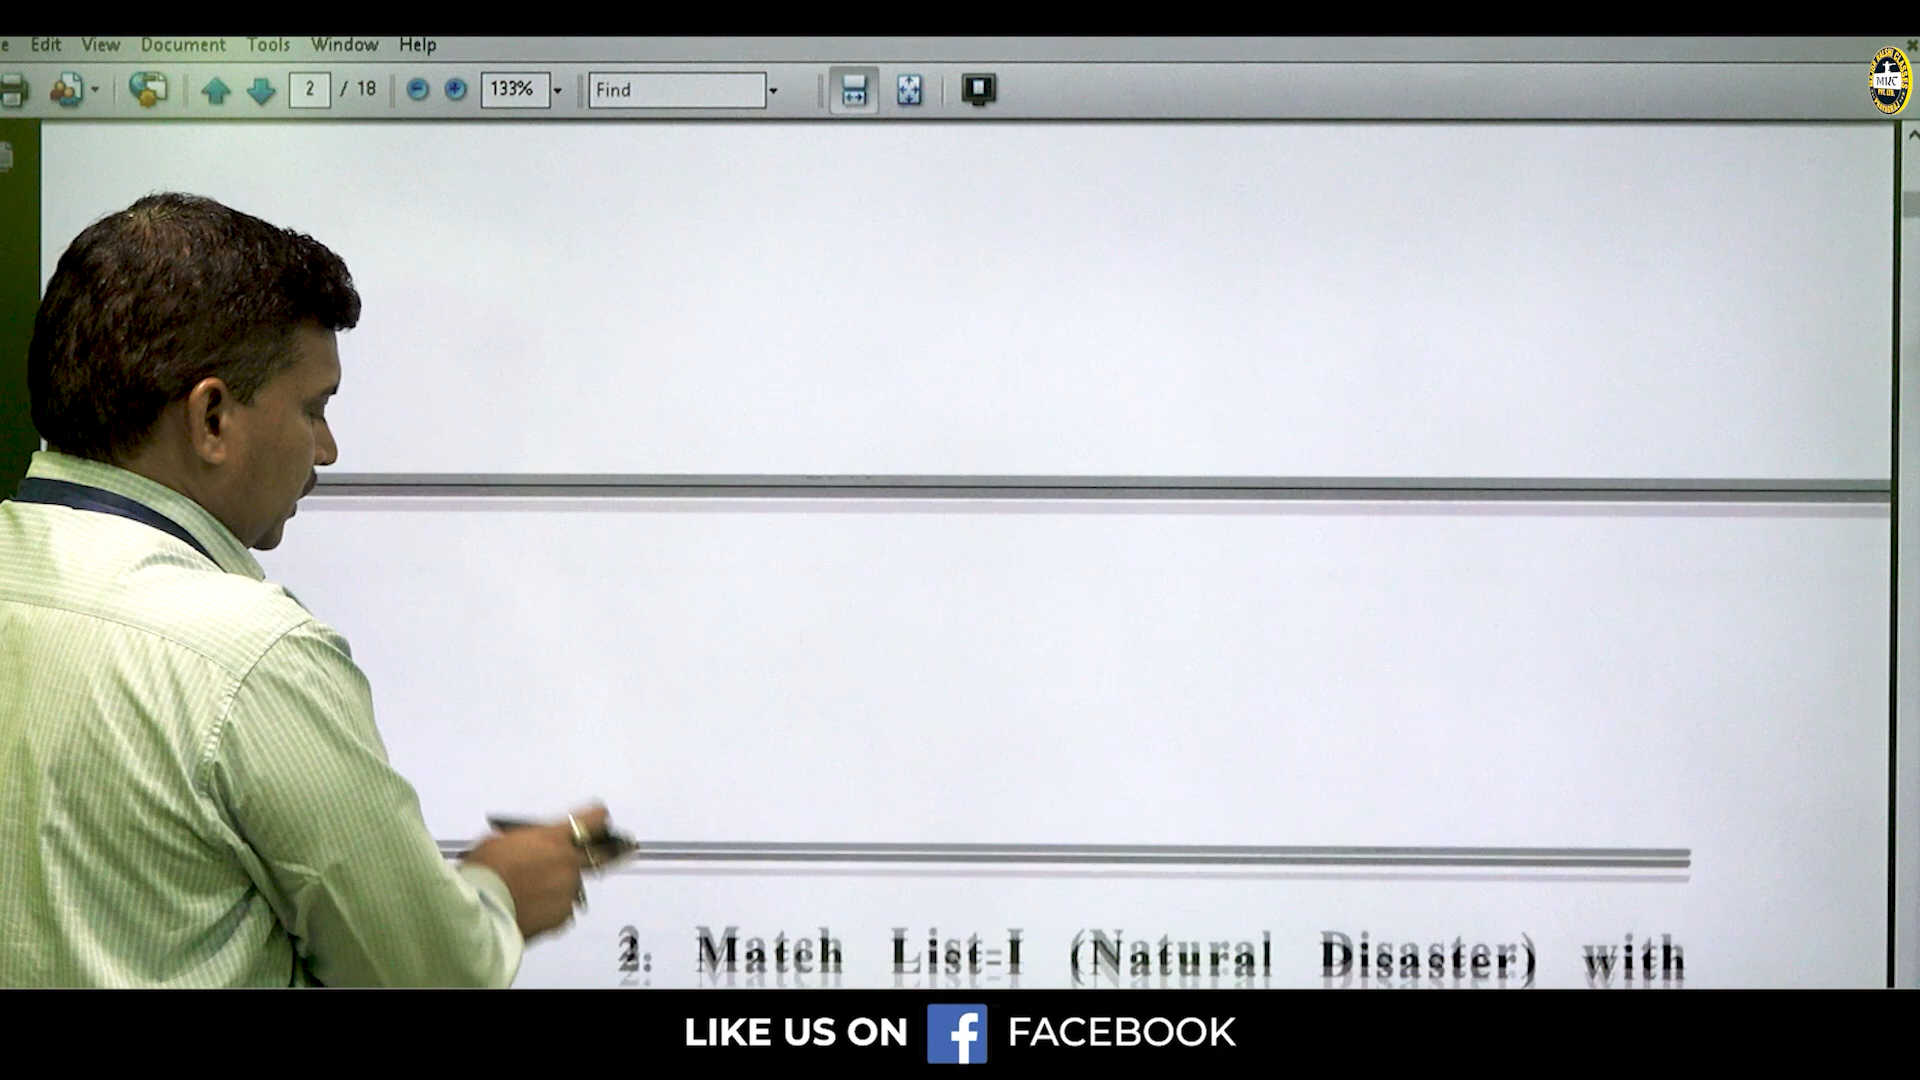 Edit View Document Tools Window Help
2 / 18 133% Find
2. Match List-I (Natural Disaster) with
LIKE US ON f FACEBOOK